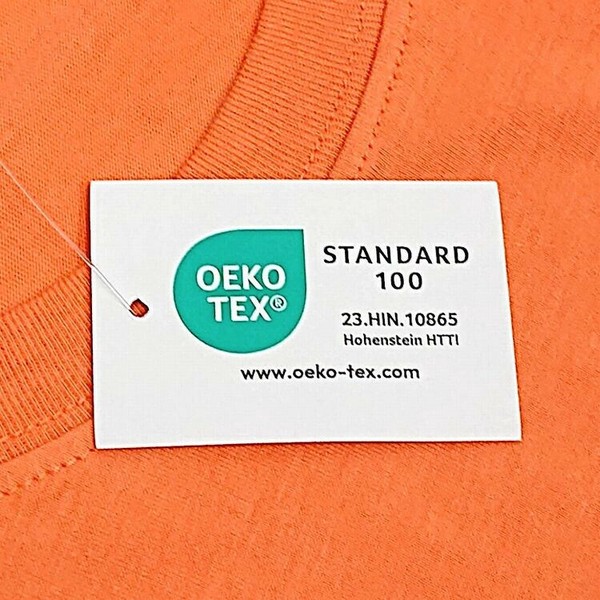 OEKO
TEX®
STANDARD
100
23.HIN.10865
Hohenstein HTTI
www.oeko-tex.com